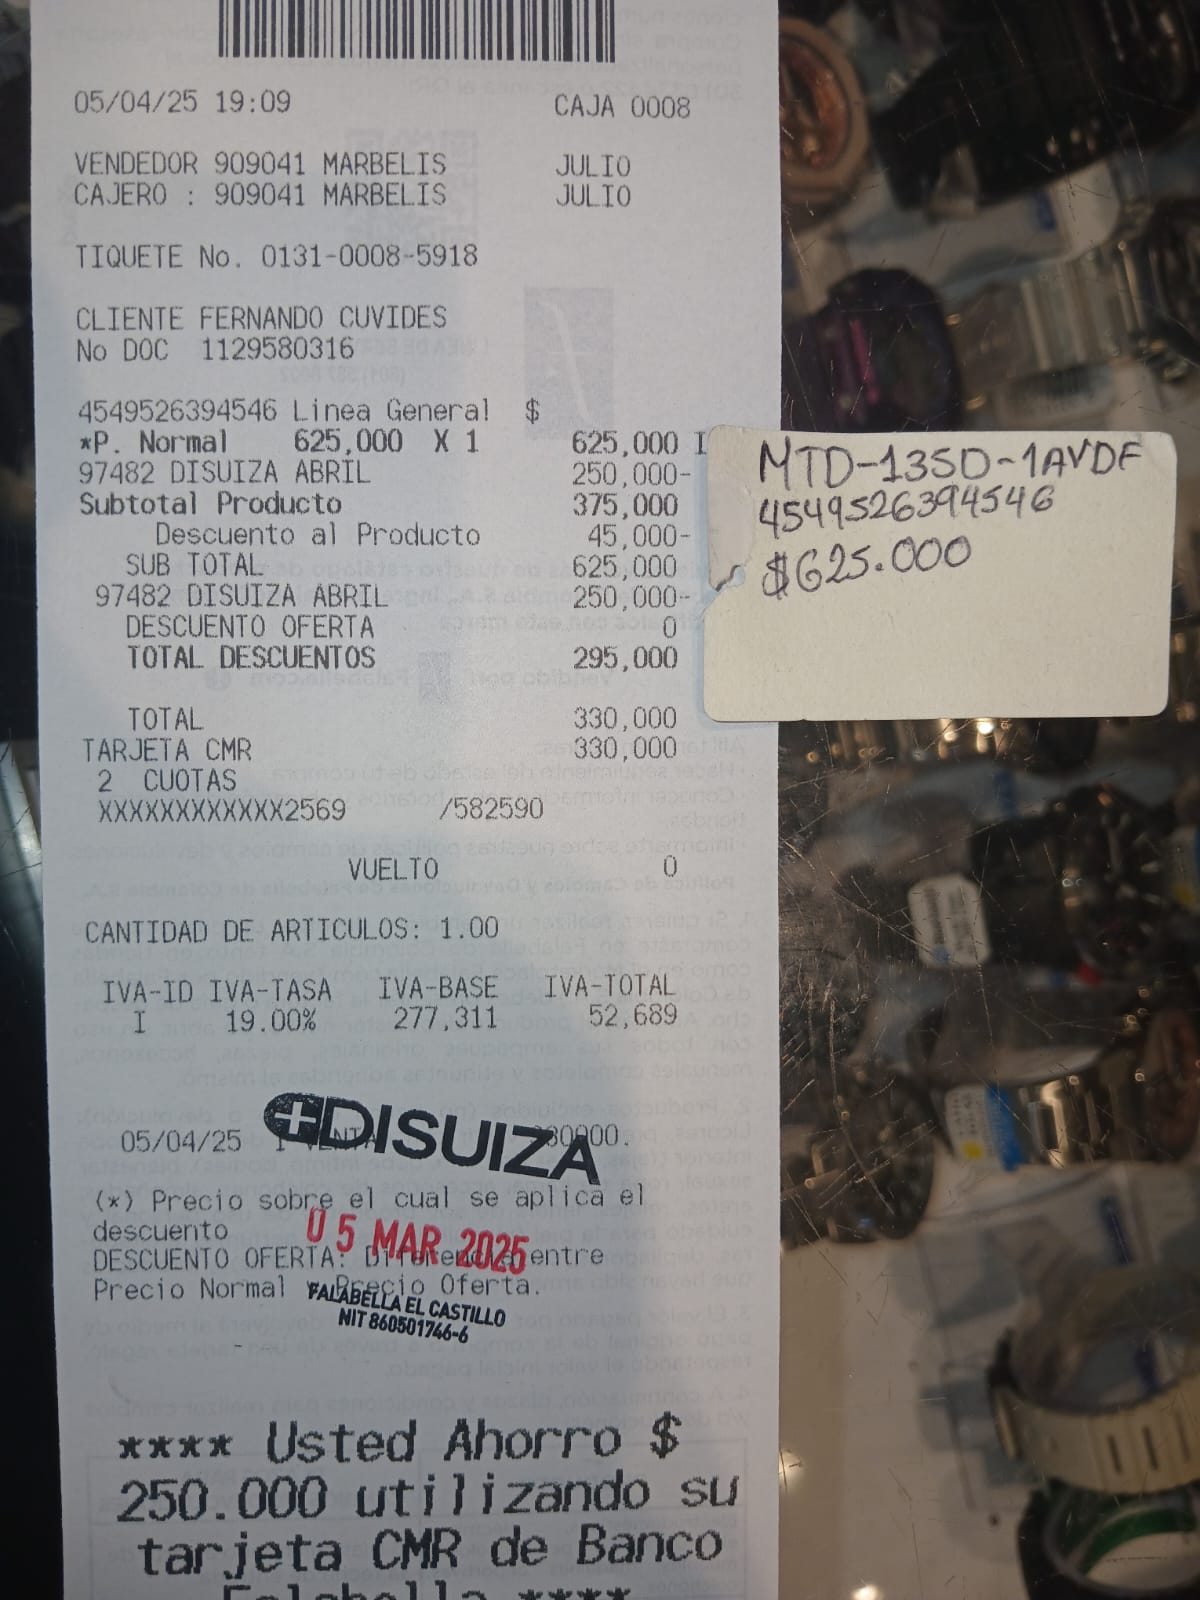 05/04/25 19:09 CAJA 0008
VENDEDOR 909041 MARBELIS JULIO
CAJERO : 909041 MARBELIS JULIO
TIQUETE No. 0131-0008-5918
CLIENTE FERNANDO CUVIDES
No DOC 1129580316
4549526394546 Linea General $
*P. Normal 625,000 X 1 625,000 I
97482 DISUIZA ABRIL 250,000-
Subtotal Producto 375,000
Descuento al Producto 45,000-
SUB TOTAL 625,000
97482 DISUIZA ABRIL 250,000-
DESCUENTO OFERTA 0
TOTAL DESCUENTOS 295,000
TOTAL 330,000
TARJETA CMR 330,000
2 CUOTAS
XXXXXXXXXXXX2569 /582590
VUELTO 0
CANTIDAD DE ARTICULOS: 1.00
IVA-ID IVA-TASA IVA-BASE IVA-TOTAL
I 19.00% 277,311 52,689
DISUIZA
05/04/25 1 VENTA
(*) Precio sobre el cual se aplica el
descuento
05 MAR 2025
DESCUENTO OFERTA: Diferencia entre
Precio Normal y Precio Oferta.
FALABELLA EL CASTILLO
NIT 860501746-6
**** Usted Ahorro $
250.000 utilizando su
tarjeta CMR de Banco
Falabella ****
MTD-135D-1AVDF
4549526394546
$625.000